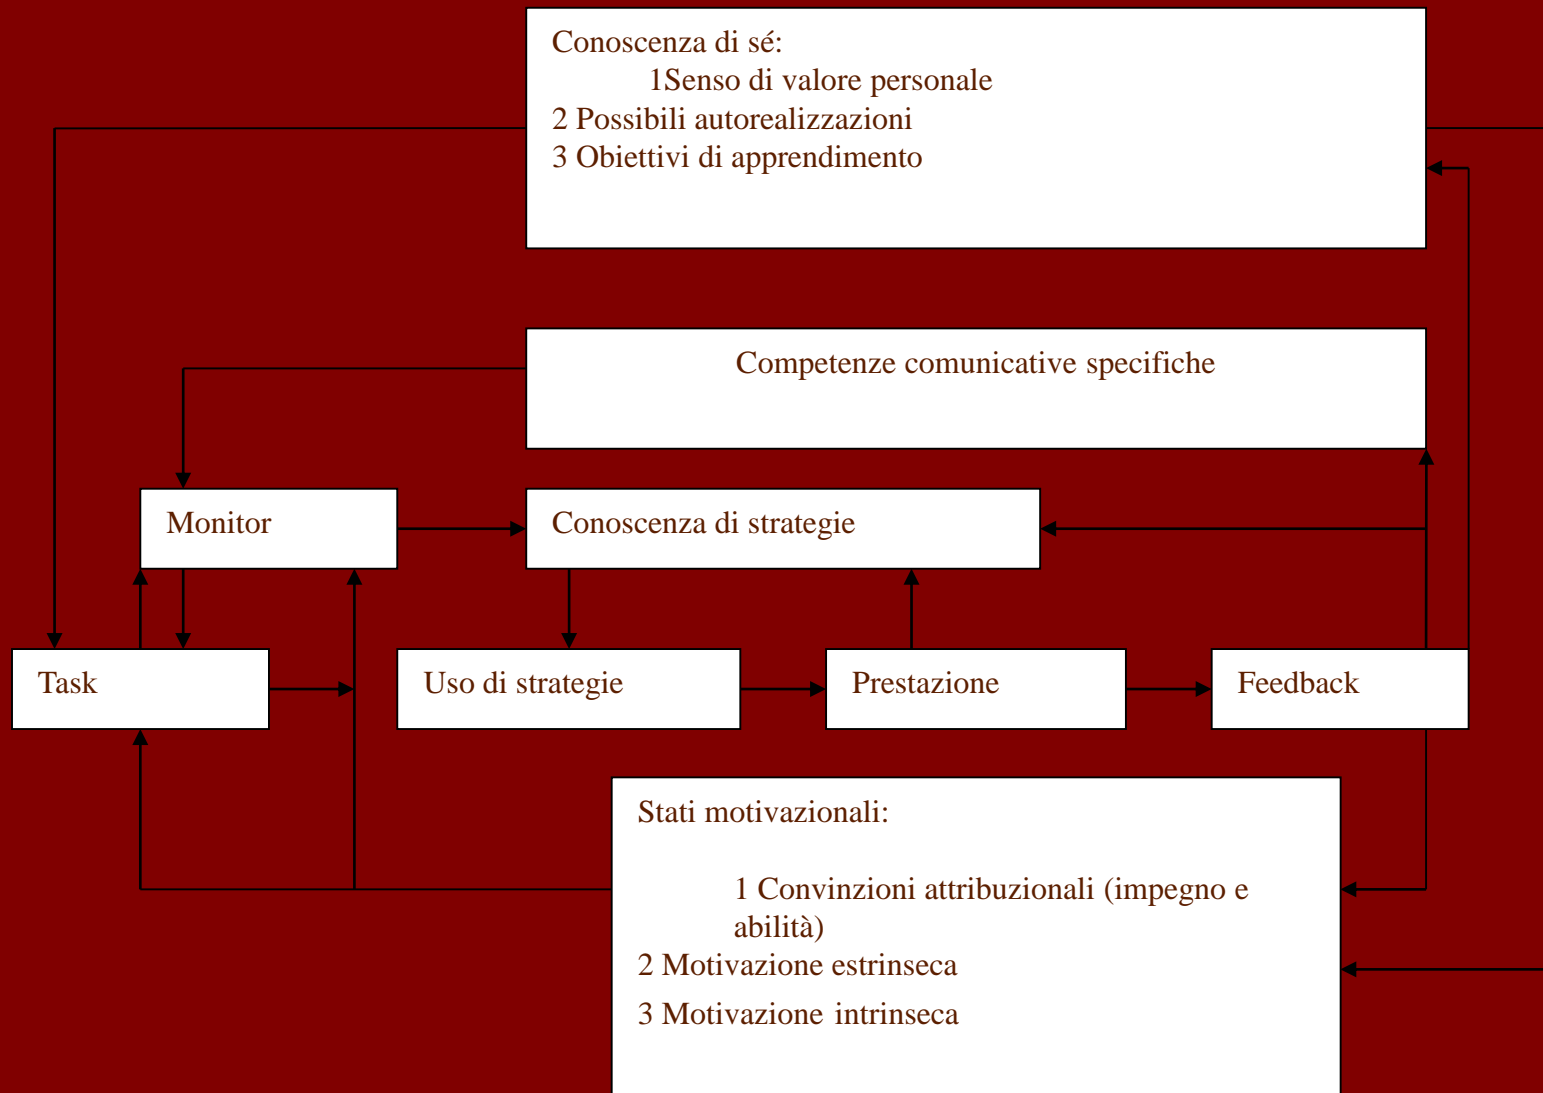 Conoscenza di sé:
1Senso di valore personale
2 Possibili autorealizzazioni
3 Obiettivi di apprendimento
Competenze comunicative specifiche
Monitor
Conoscenza di strategie
Task
Uso di strategie
Prestazione
Feedback
Stati motivazionali:
1 Convinzioni attribuzionali (impegno e
abilità)
2 Motivazione estrinseca
3 Motivazione intrinseca